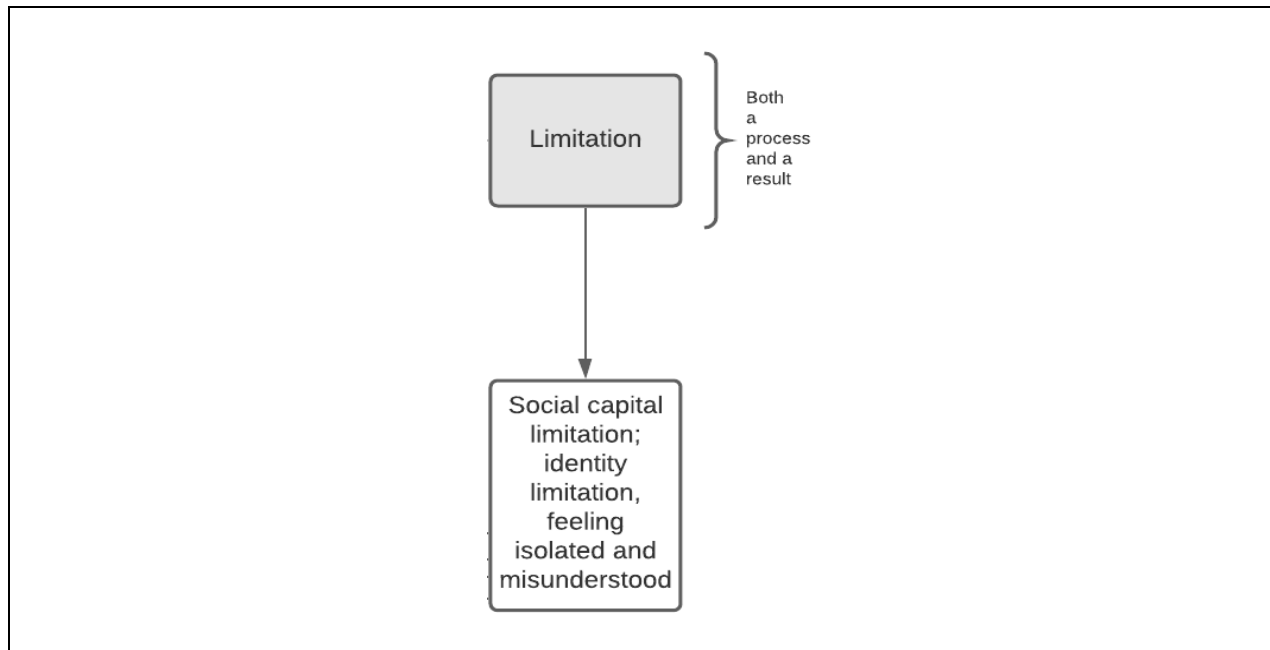 Limitation
Both
a
process
and a
result
Social capital
limitation;
identity
limitation,
feeling
isolated and
misunderstood